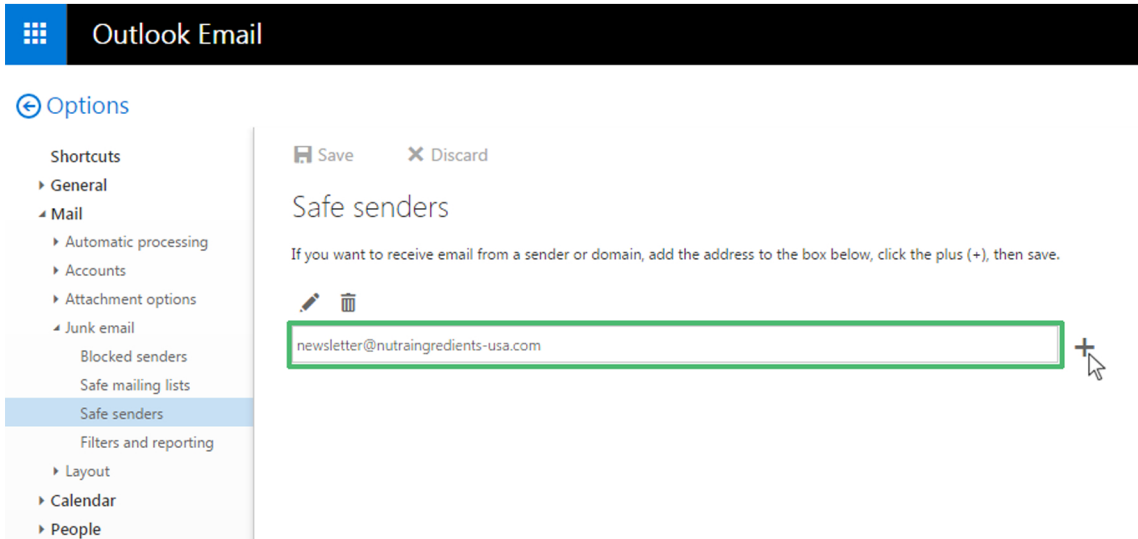 Outlook Email
Options
Shortcuts
General
Mail
Automatic processing
Accounts
Attachment options
Junk email
Blocked senders
Safe mailing lists
Safe senders
Filters and reporting
Layout
Calendar
People
Save Discard
Safe senders
If you want to receive email from a sender or domain, add the address to the box below, click the plus (+), then save.
newsletter@nutraingredients-usa.com